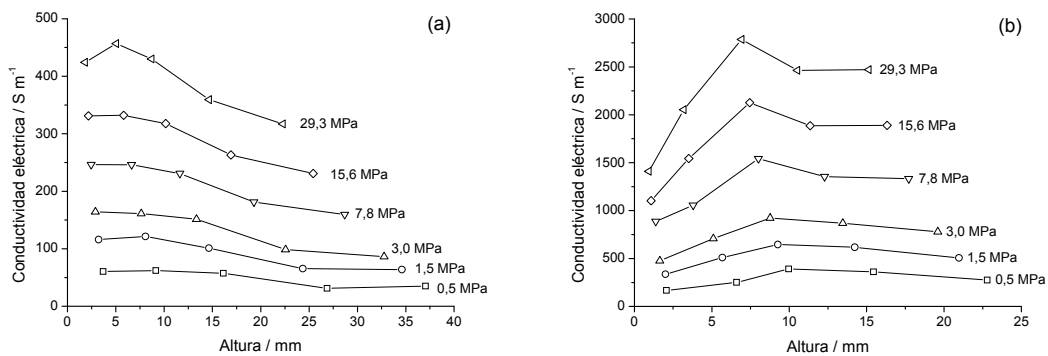 (a)
Conductividad eléctrica / S m⁻¹
500
400
300
200
100
0
29,3 MPa
15,6 MPa
7,8 MPa
3,0 MPa
1,5 MPa
0,5 MPa
0 5 10 15 20 25 30 35 40
Altura / mm
(b)
Conductividad eléctrica / S m⁻¹
3000
2500
2000
1500
1000
500
0
29,3 MPa
15,6 MPa
7,8 MPa
3,0 MPa
1,5 MPa
0,5 MPa
0 5 10 15 20 25
Altura / mm